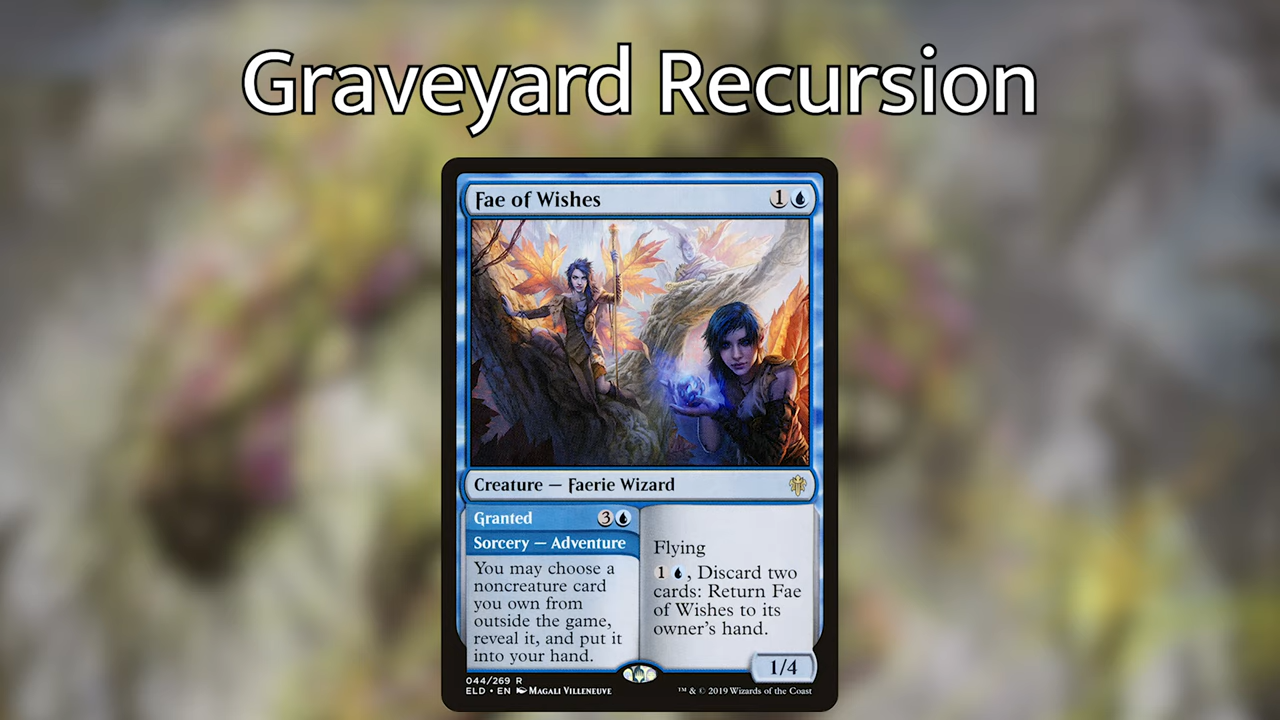 Graveyard Recursion
Fae of Wishes 1
Creature — Faerie Wizard
Granted 3
Sorcery — Adventure
You may choose a
noncreature card
you own from
outside the game,
reveal it, and put it
into your hand.
Flying
1 , Discard two
cards: Return Fae
of Wishes to its
owner's hand.
1/4
044/269 R
ELD • EN Magali Villeneuve
™ & © 2019 Wizards of the Coast